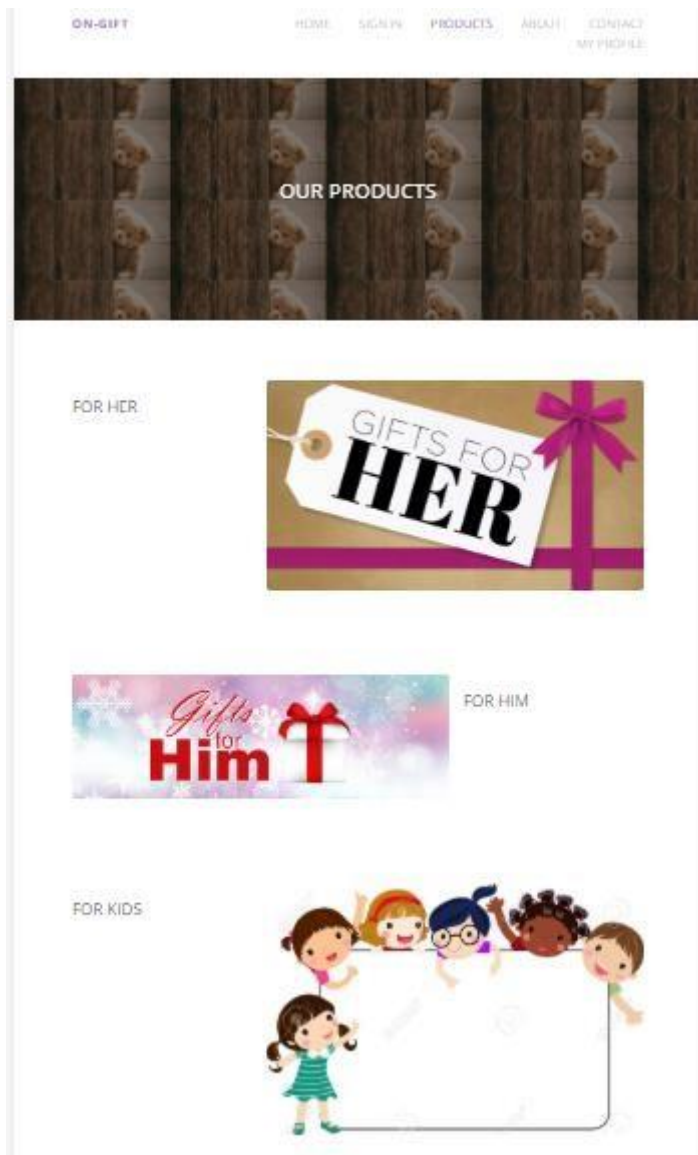 ON-GIFT HOME SIGN IN PRODUCTS ABOUT CONTACT
MY PROFILE
OUR PRODUCTS
FOR HER
GIFTS FOR
HER
Gifts
for
Him
FOR HIM
FOR KIDS